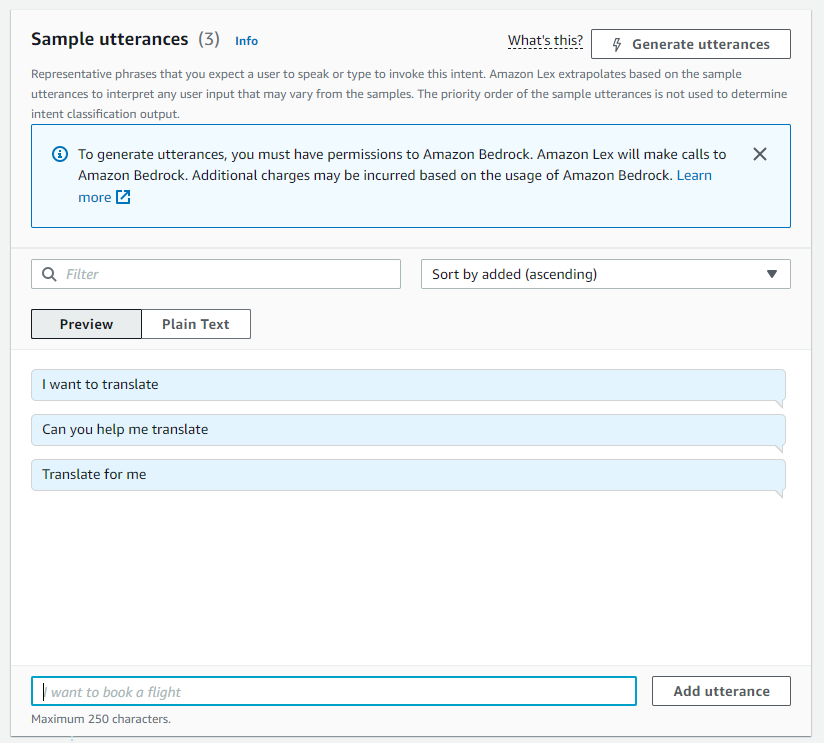 Sample utterances (3) Info
What's this?
Generate utterances
Representative phrases that you expect a user to speak or type to invoke this intent. Amazon Lex extrapolates based on the sample
utterances to interpret any user input that may vary from the samples. The priority order of the sample utterances is not used to determine
intent classification output.
To generate utterances, you must have permissions to Amazon Bedrock. Amazon Lex will make calls to
Amazon Bedrock. Additional charges may be incurred based on the usage of Amazon Bedrock. Learn
more
Filter
Sort by added (ascending)
Preview
Plain Text
I want to translate
Can you help me translate
Translate for me
I want to book a flight
Add utterance
Maximum 250 characters.